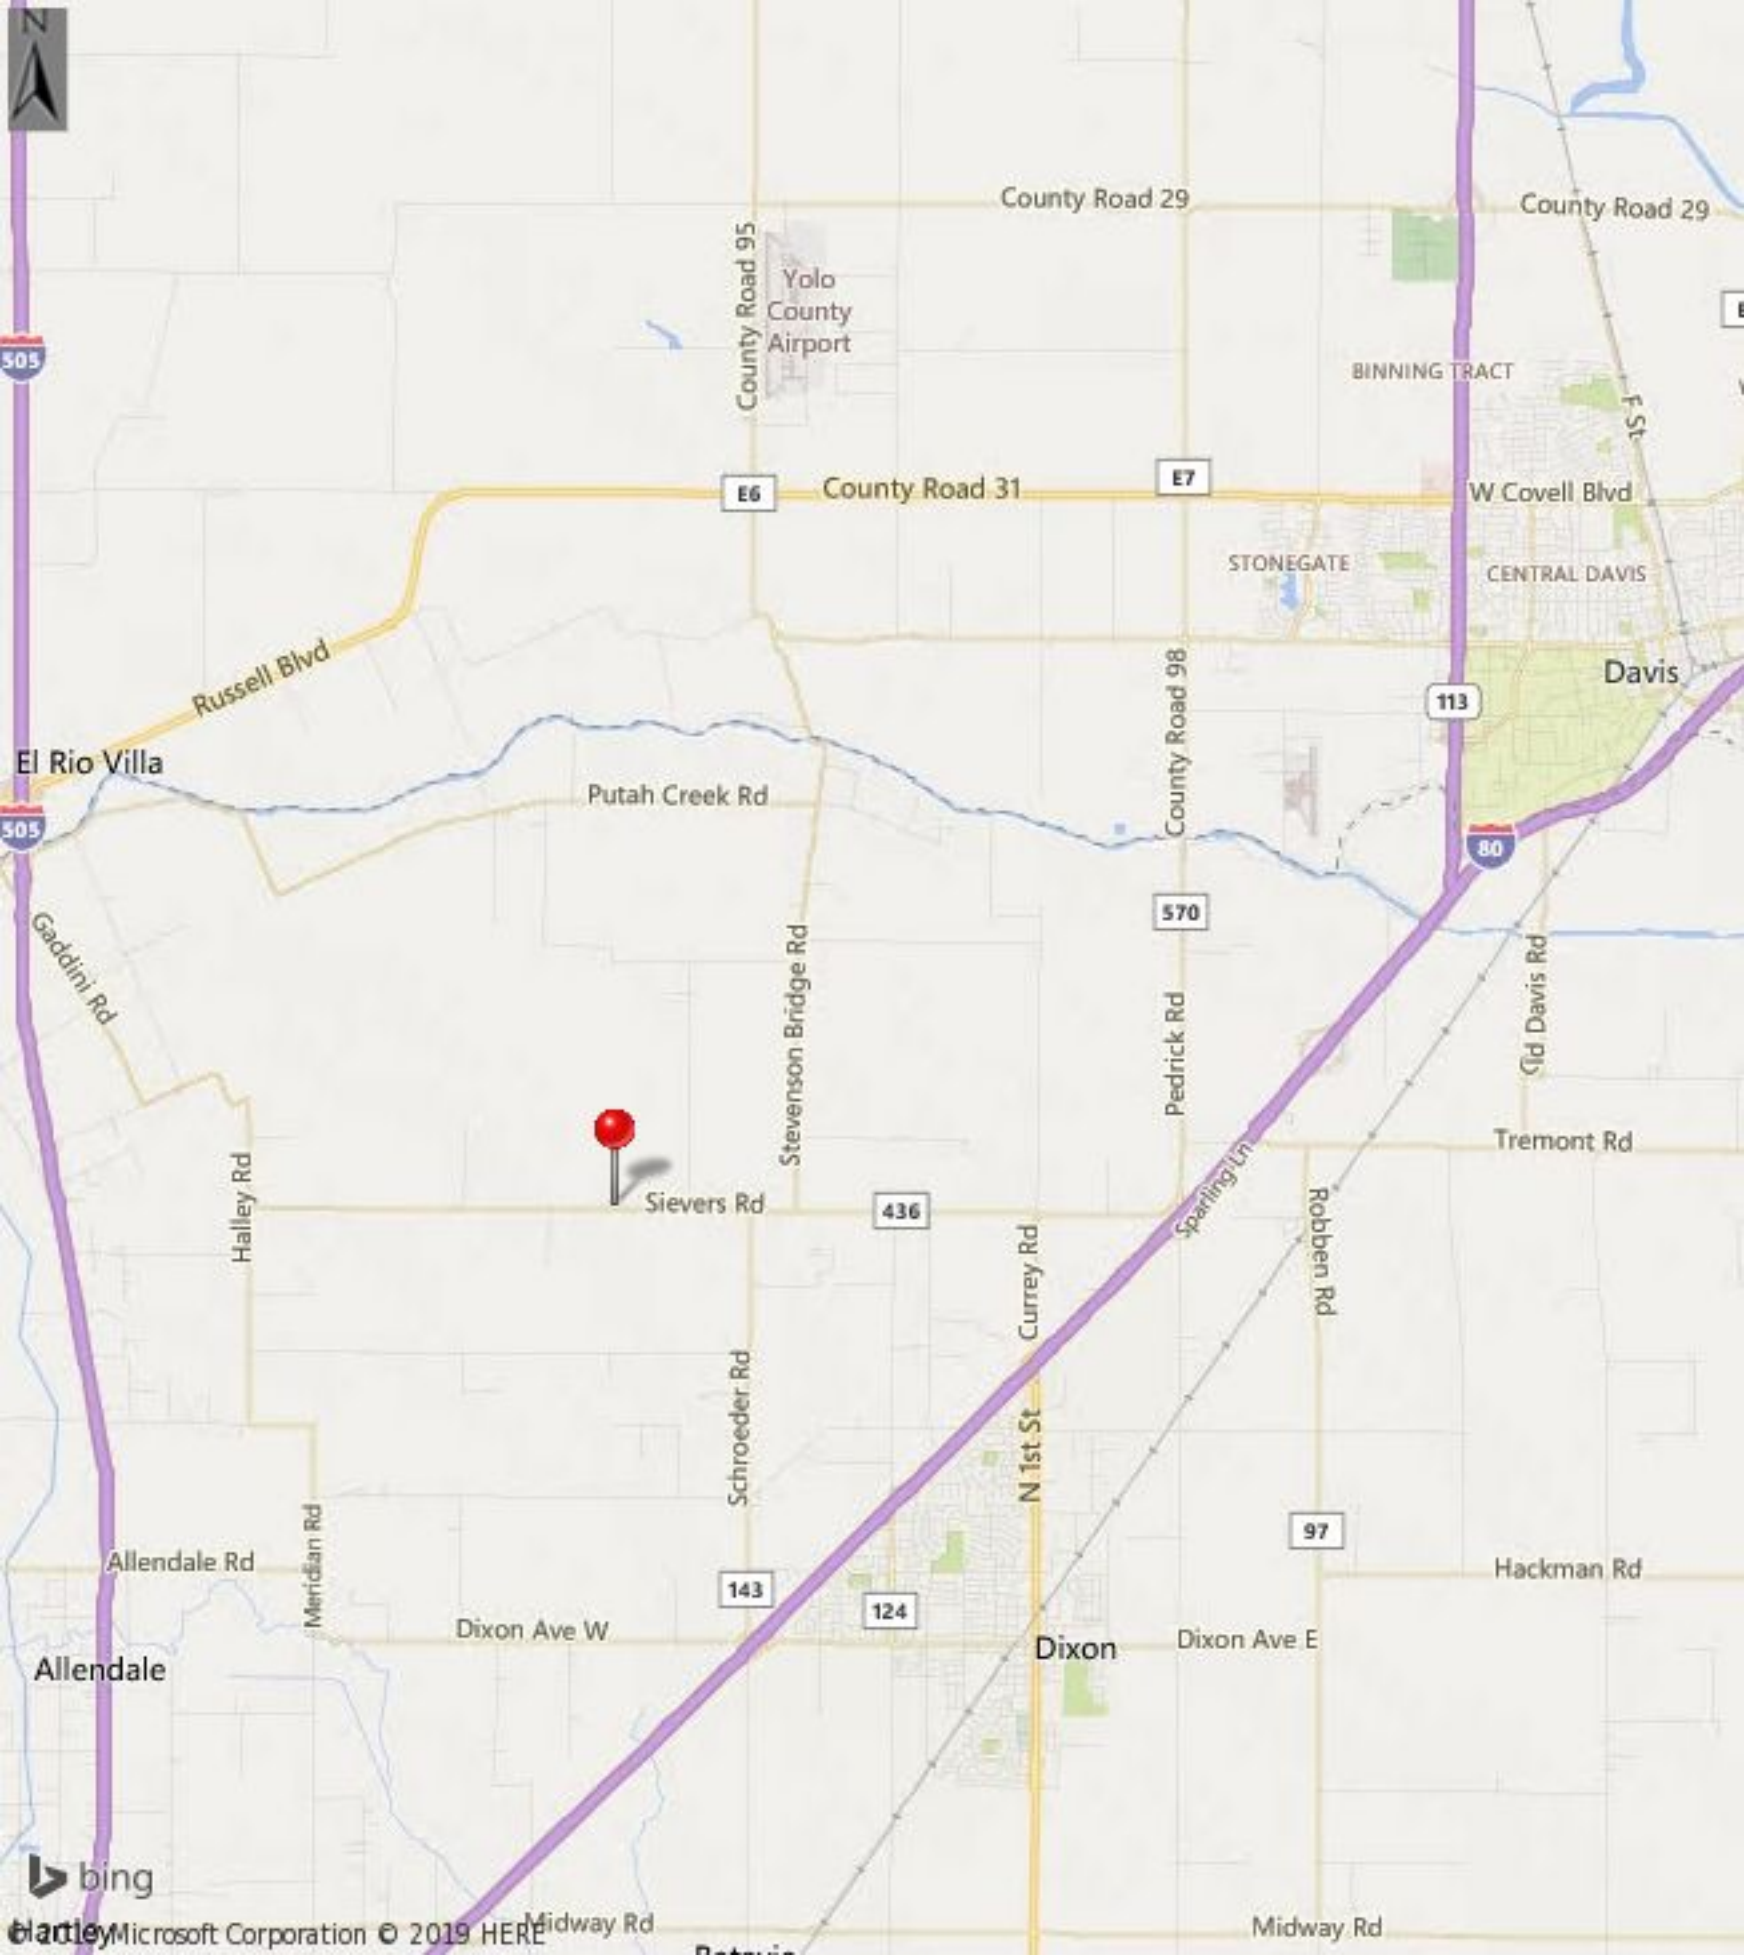 N
County Road 29
County Road 29
County Road 95
Yolo
County
Airport
505
BINNING TRACT
F St
E6
County Road 31
E7
W Covell Blvd
STONEGATE
CENTRAL DAVIS
Russell Blvd
County Road 98
Davis
113
El Rio Villa
Putah Creek Rd
505
80
570
Gaddini Rd
Stevenson Bridge Rd
Pedrick Rd
Old Davis Rd
Tremont Rd
Halley Rd
Sievers Rd
436
Sparling Ln
Robben Rd
Currey Rd
Schroeder Rd
N 1st St
Meridian Rd
97
Allendale Rd
Hackman Rd
143
124
Dixon Ave W
Dixon
Dixon Ave E
Allendale
bing
Hartley
Microsoft Corporation © 2019 HERE
Midway Rd
Midway Rd